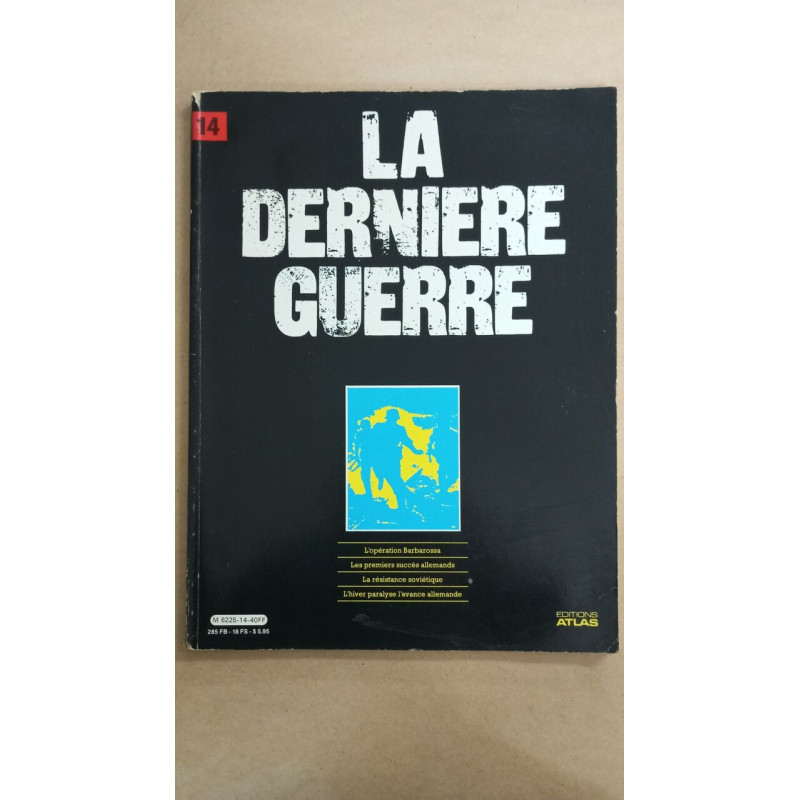 14
LA
DERNIERE
GUERRE
L'opération Barbarossa
Les premiers succès allemands
La résistance soviétique
L'hiver paralyse l'avance allemande
M 6225-14-40FF
285 FB - 18 FS - $ 5.95
EDITIONS
ATLAS